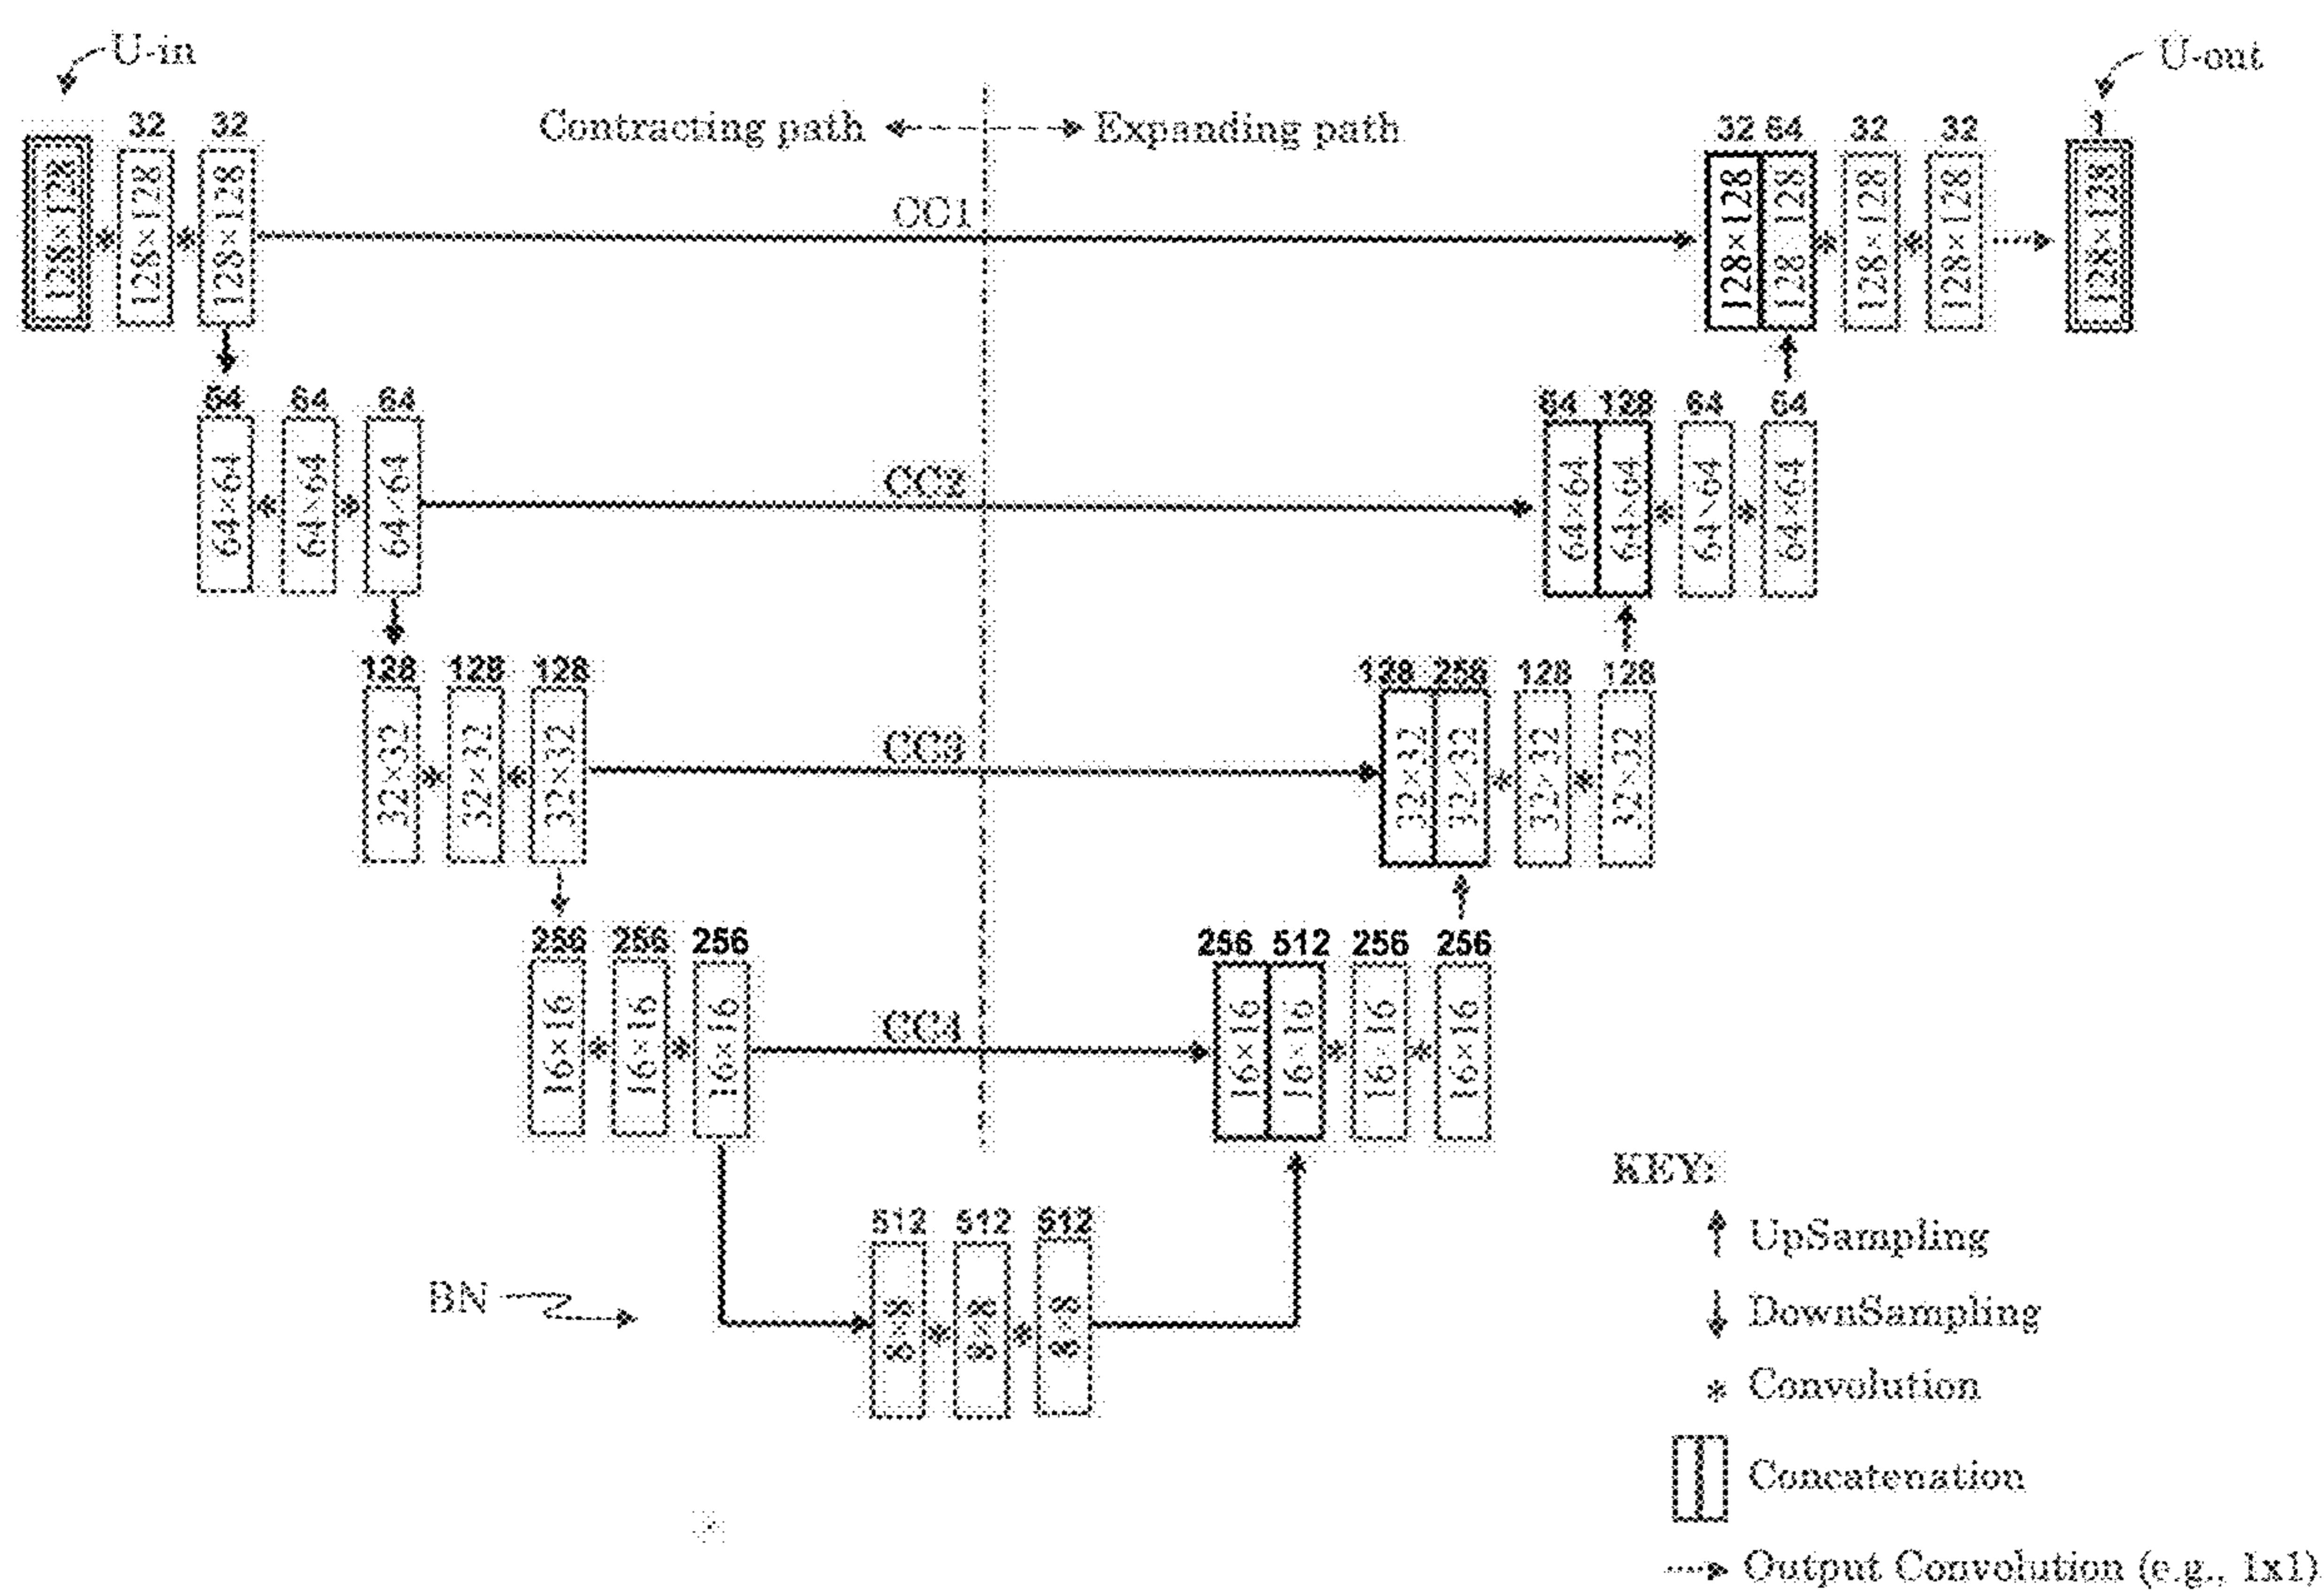 U-in
U-out
Contracting path
Expanding path
32 32
32 64 32 32
1
128×128 128×128 128×128
128×128 128×128 128×128 128×128
128×128
CC1
64 64 64
64 128 64 64
64×64 64×64 64×64
64×64 64×64 64×64 64×64
CC2
128 128 128
128 256 128 128
32×32 32×32 32×32
32×32 32×32 32×32 32×32
CC3
256 256 256
256 512 256 256
16×16 16×16 16×16
16×16 16×16 16×16 16×16
CC4
512 512 512
8×8 8×8 8×8
BN
KEY:
UpSampling
DownSampling
* Convolution
Concatenation
Output Convolution (e.g., 1x1)